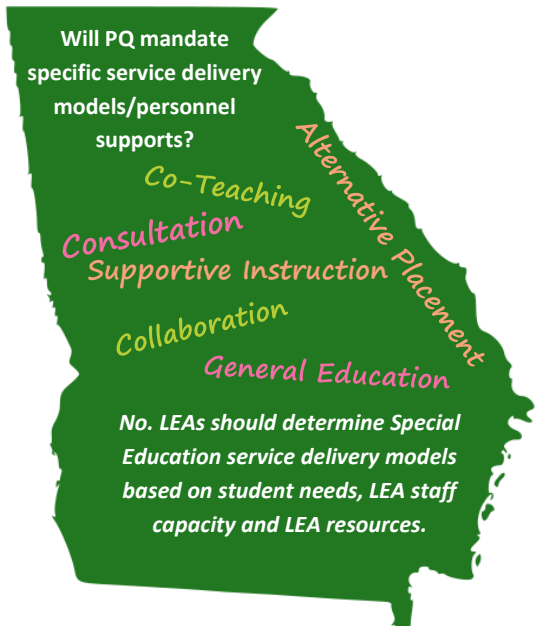 Will PQ mandate
specific service delivery
models/personnel
supports?
Alternative Placement
Co-Teaching
Consultation
Supportive Instruction
Collaboration
General Education
No. LEAs should determine Special
Education service delivery models
based on student needs, LEA staff
capacity and LEA resources.